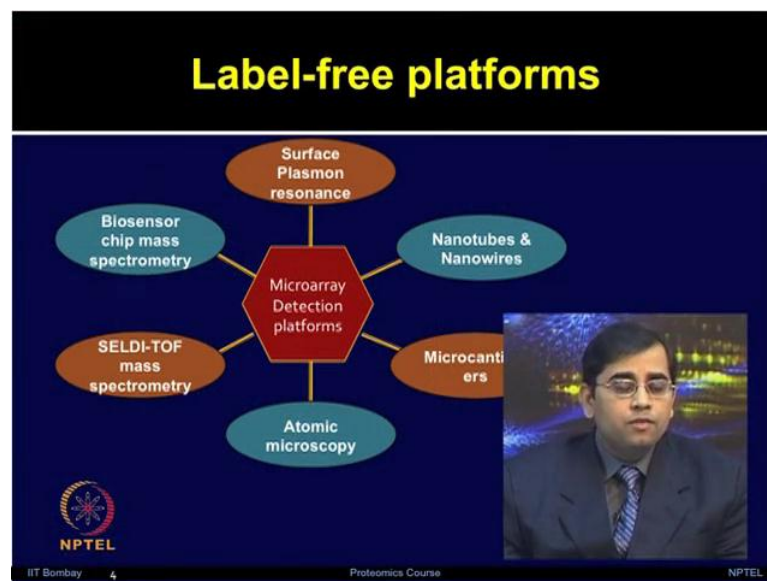 Label-free platforms
Surface
Plasmon
resonance
Biosensor
chip mass
spectrometry
Nanotubes &
Nanowires
Microarray
Detection
platforms
SELDI-TOF
mass
spectrometry
Atomic
microscopy
ers
NPTEL
IIT Bombay
4
Proteomics Course
NPTEL